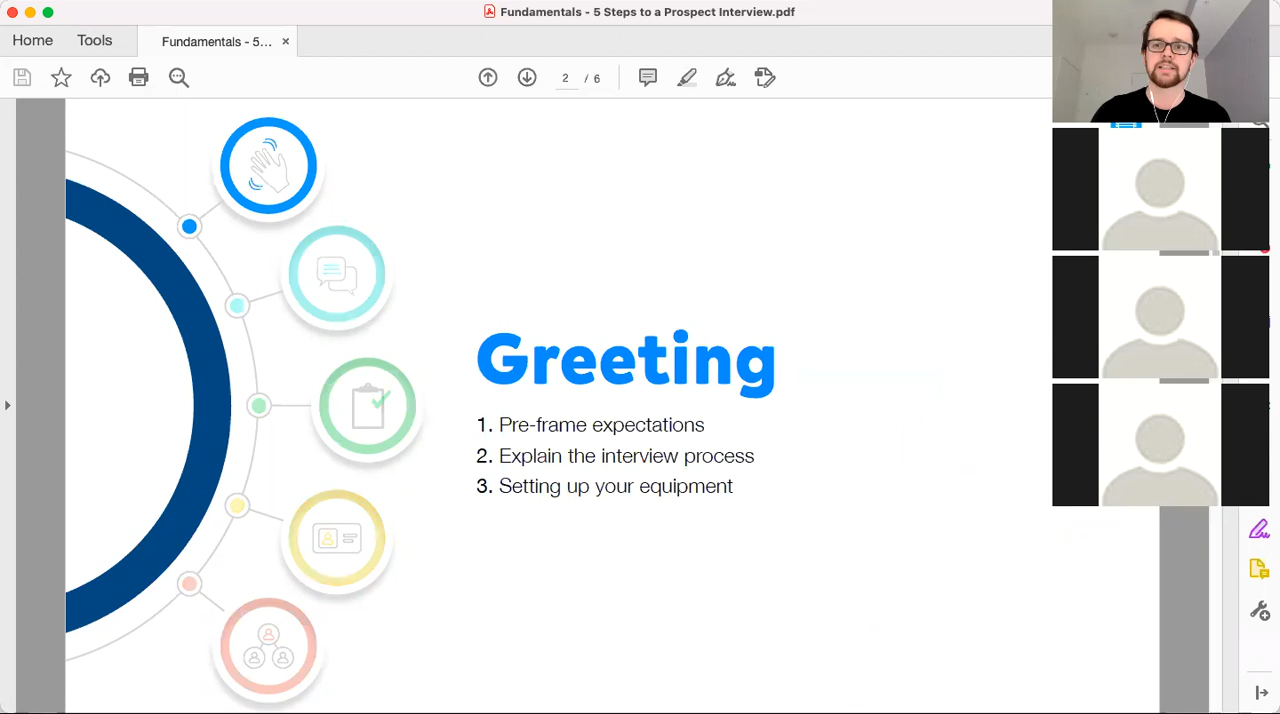 Fundamentals - 5 Steps to a Prospect Interview.pdf
Home Tools Fundamentals - 5... ×
2 / 6
Greeting
1. Pre-frame expectations
2. Explain the interview process
3. Setting up your equipment